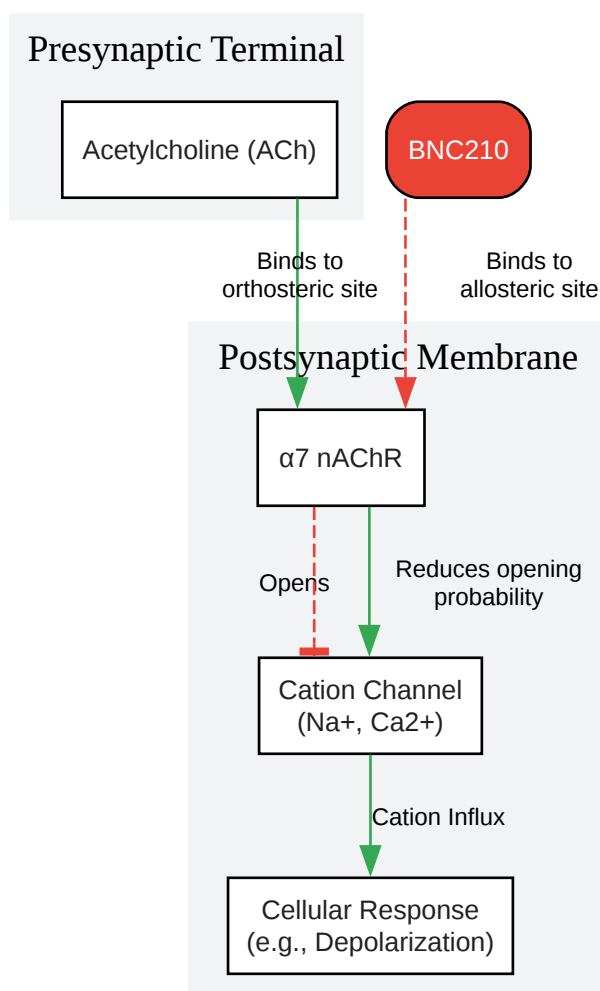 Presynaptic Terminal
Acetylcholine (ACh)
BNC210
Binds to
orthosteric site
Binds to
allosteric site
Postsynaptic Membrane
α7 nAChR
Opens
Reduces opening
probability
Cation Channel
(Na+, Ca2+)
Cation Influx
Cellular Response
(e.g., Depolarization)